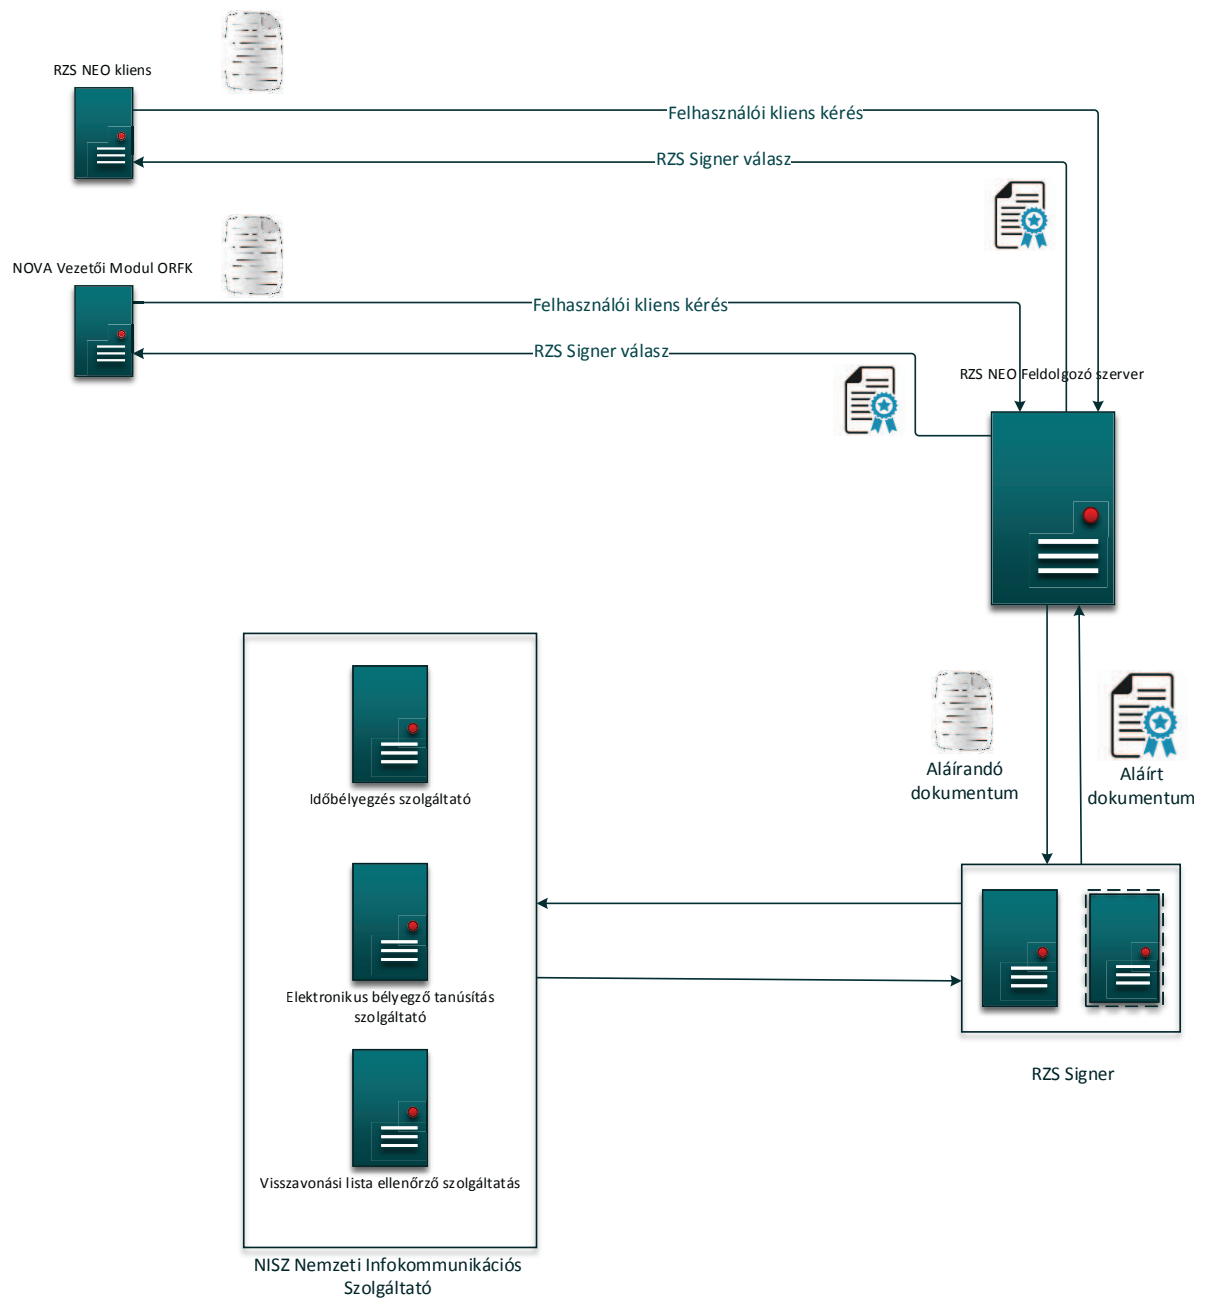 RZS NEO kliens
Felhasználói kliens kérés
RZS Signer válasz
NOVA Vezetői Modul ORFK
Felhasználói kliens kérés
RZS Signer válasz
RZS NEO Feldolgozó szerver
Aláírandó
dokumentum
Aláírt
dokumentum
Időbélyegzés szolgáltató
Elektronikus bélyegző tanúsítás
szolgáltató
Visszavonási lista ellenőrző szolgáltatás
RZS Signer
NISZ Nemzeti Infokommunikációs
Szolgáltató